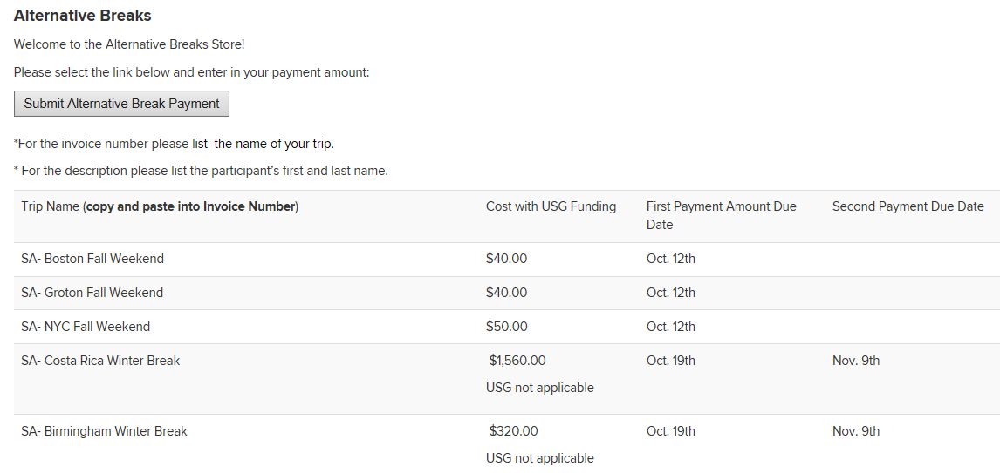 Alternative Breaks
Welcome to the Alternative Breaks Store!
Please select the link below and enter in your payment amount:
Submit Alternative Break Payment
*For the invoice number please list  the name of your trip.
* For the description please list the participant's first and last name.
Trip Name (copy and paste into Invoice Number) Cost with USG Funding First Payment Amount Due Second Payment Due Date
Date
SA- Boston Fall Weekend $40.00 Oct. 12th
SA- Groton Fall Weekend $40.00 Oct. 12th
SA- NYC Fall Weekend $50.00 Oct. 12th
SA- Costa Rica Winter Break $1,560.00 Oct. 19th Nov. 9th
USG not applicable
SA- Birmingham Winter Break $320.00 Oct. 19th Nov. 9th
USG not applicable